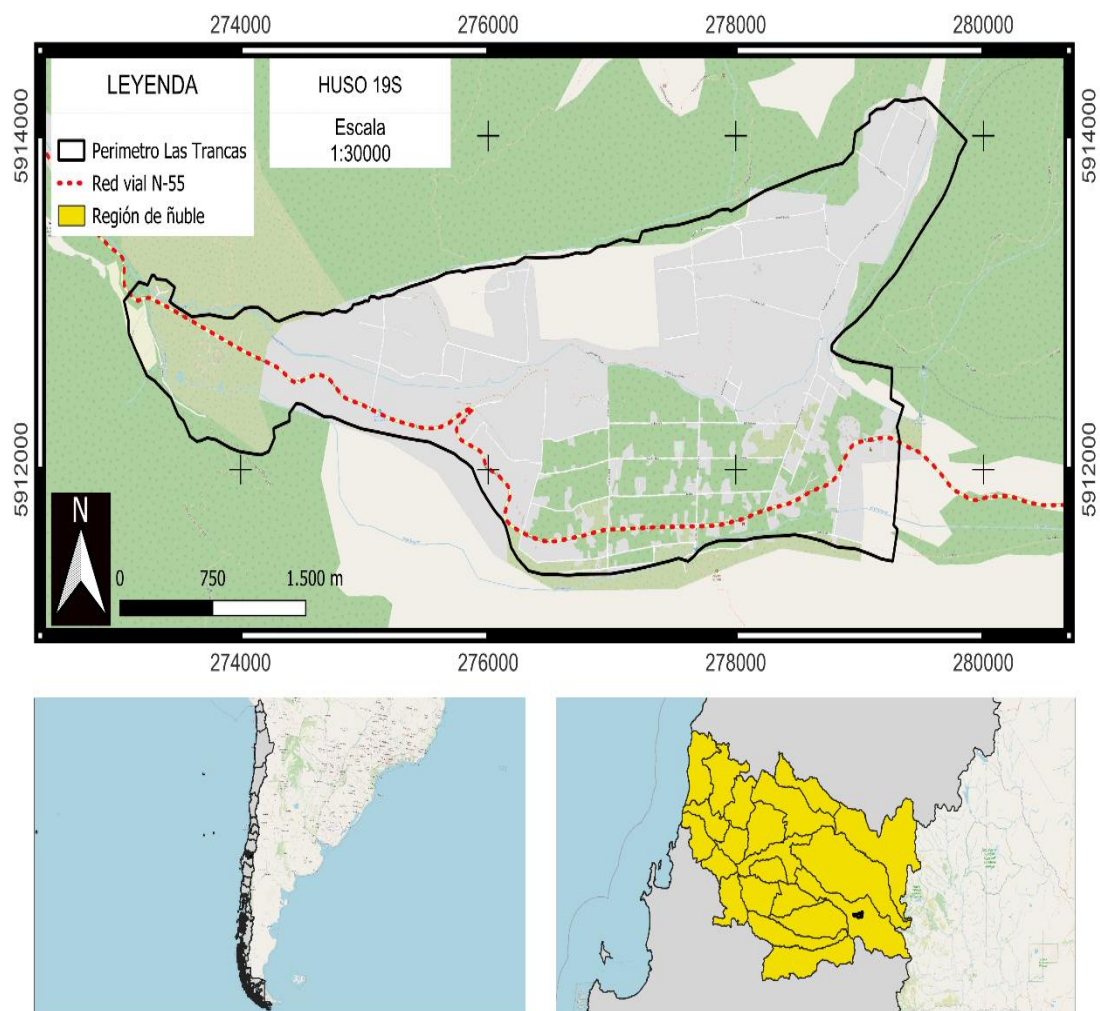 274000 276000 278000 280000
LEYENDA
Perimetro Las Trancas
Red vial N-55
Región de ñuble
HUSO 19S
Escala
1:30000
5914000
5914000
5912000
5912000
N
0 750 1.500 m
274000 276000 278000 280000